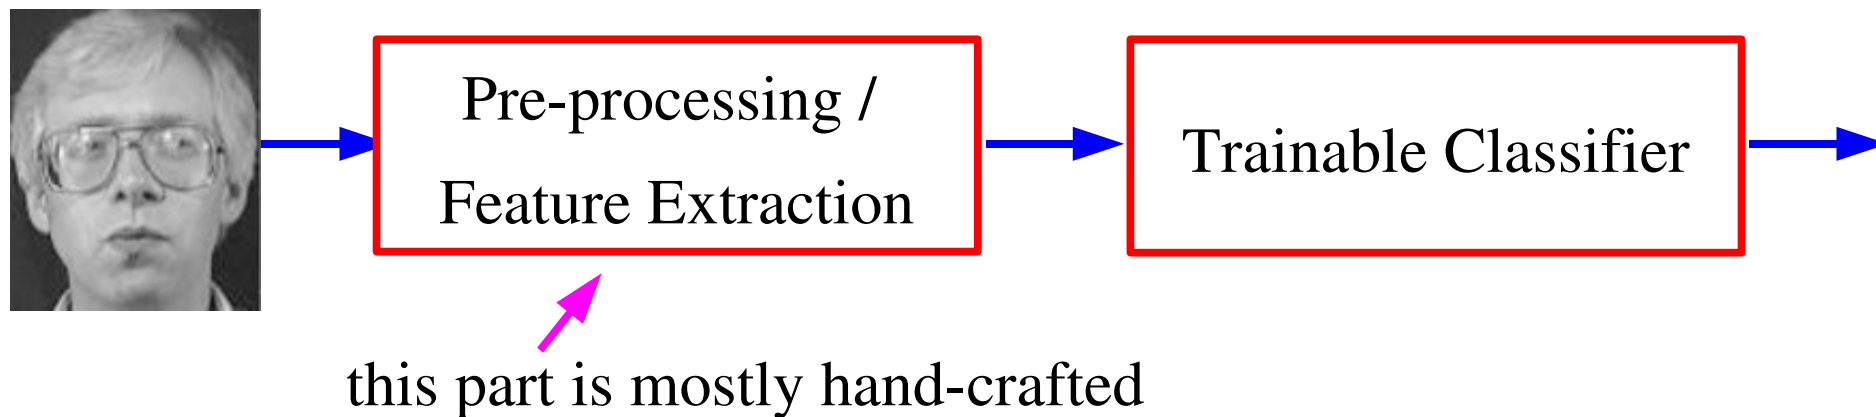 Pre-processing /
Feature Extraction
Trainable Classifier
this part is mostly hand-crafted